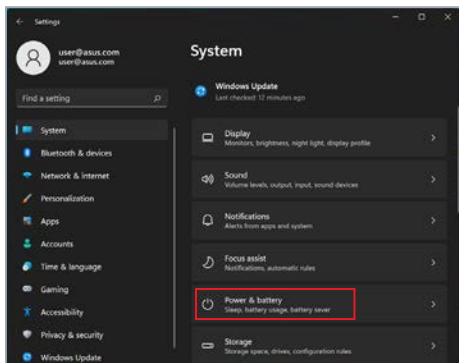 Settings
user@asus.com
user@asus.com
Find a setting
System
Bluetooth & devices
Network & internet
Personalization
Apps
Accounts
Time & language
Gaming
Accessibility
Privacy & security
Windows Update
System
Windows Update
Last checked: 12 minutes ago
Display
Monitors, brightness, night light, display profile
Sound
Volume levels, output, input, sound devices
Notifications
Alerts from apps and system
Focus assist
Notifications, automatic rules
Power & battery
Sleep, battery usage, battery saver
Storage
Storage space, drives, configuration rules